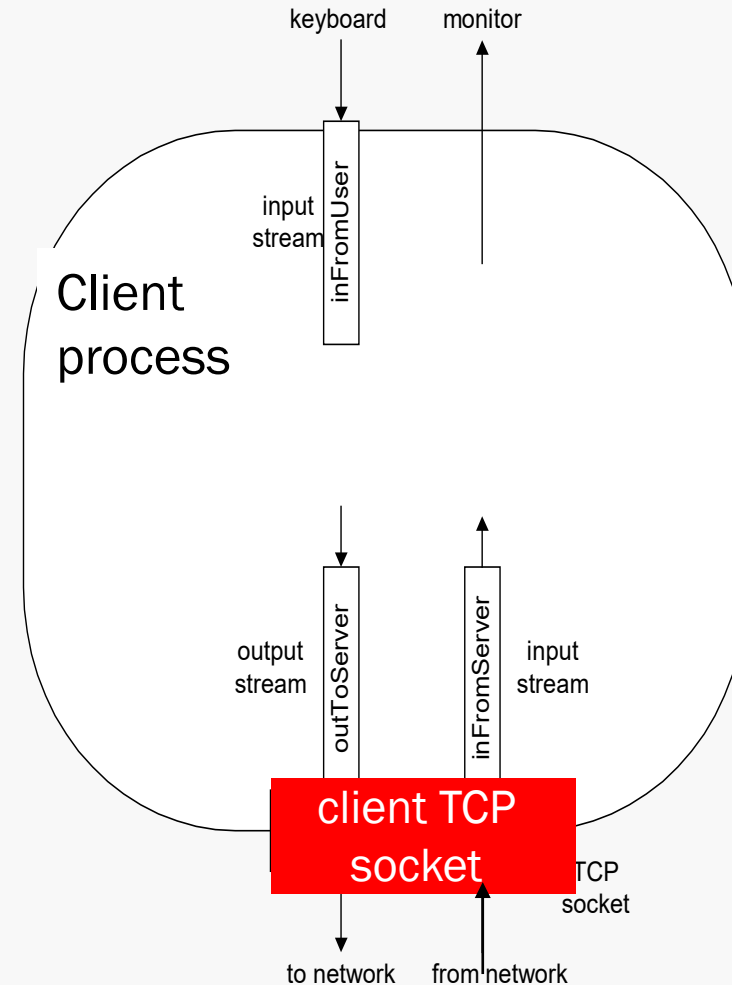 keyboard
monitor
inFromUser
input
stream
Client
process
output
stream
outToServer
inFromServer
input
stream
client TCP
socket
TCP
socket
to network
from network